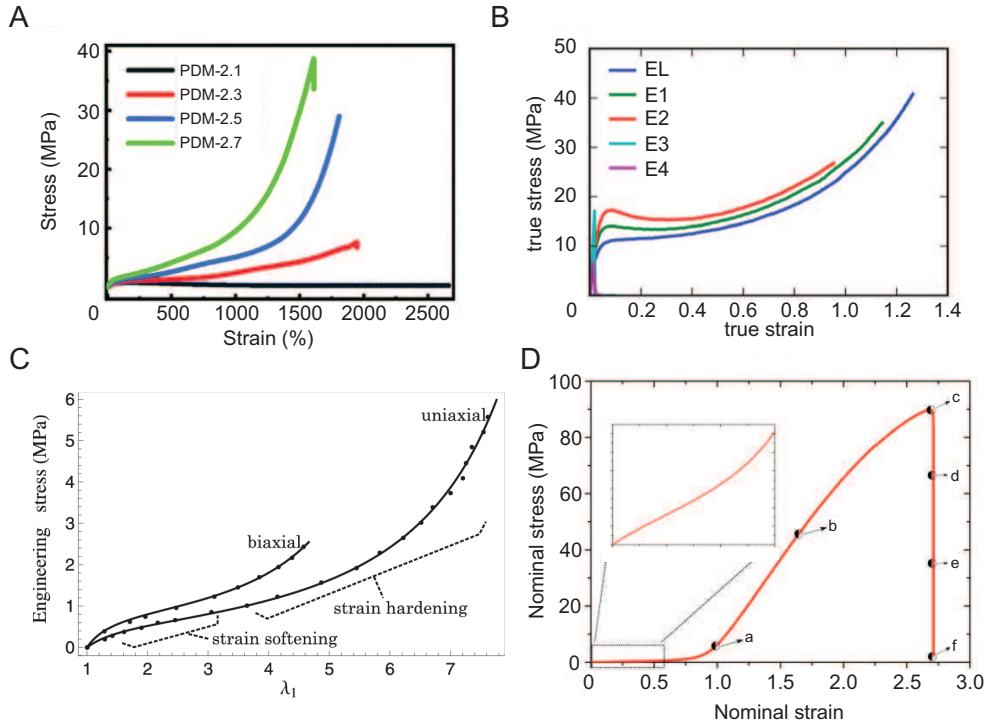 A
Stress (MPa)
40
30
20
10
0
500
1000
1500
2000
2500
Strain (%)
PDM-2.1
PDM-2.3
PDM-2.5
PDM-2.7
B
true stress (MPa)
50
40
30
20
10
0
0.2
0.4
0.6
0.8
1.0
1.2
1.4
true strain
EL
E1
E2
E3
E4
C
Engineering stress (MPa)
6
5
4
3
2
1
0
1
2
3
4
5
6
7
λ1
uniaxial
biaxial
strain hardening
strain softening
D
Nominal stress (MPa)
100
80
60
40
20
0
0
0.5
1.0
1.5
2.0
2.5
3.0
Nominal strain
a
b
c
d
e
f